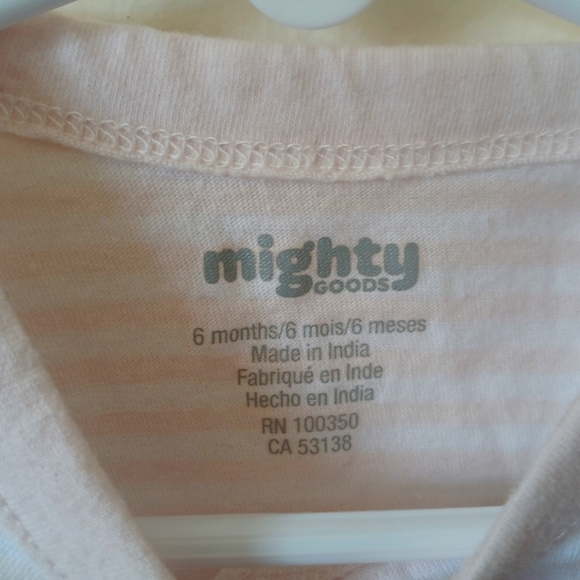 mighty
GOODS
6 months/6 mois/6 meses
Made in India
Fabriqué en Inde
Hecho en India
RN 100350
CA 53138